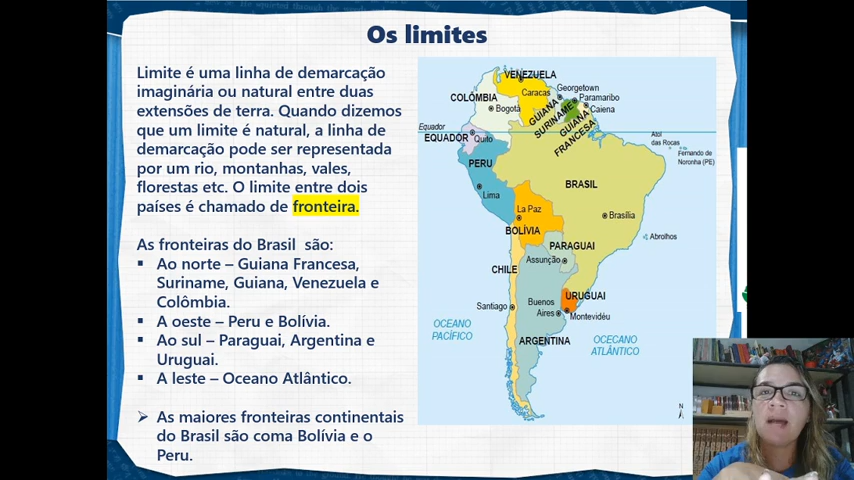 Os limites
Limite é uma linha de demarcação
imaginária ou natural entre duas
extensões de terra. Quando dizemos
que um limite é natural, a linha de
demarcação pode ser representada
por um rio, montanhas, vales,
florestas etc. O limite entre dois
países é chamado de fronteira.
As fronteiras do Brasil são:
▪ Ao norte – Guiana Francesa,
Suriname, Guiana, Venezuela e
Colômbia.
▪ A oeste – Peru e Bolívia.
▪ Ao sul – Paraguai, Argentina e
Uruguai.
▪ A leste – Oceano Atlântico.
➢ As maiores fronteiras continentais
do Brasil são coma Bolívia e o
Peru.
VENEZUELA
Caracas
Georgetown
Paramaribo
Caiena
COLÔMBIA
Bogotá
GUIANA
SURINAME
GUIANA
FRANCESA
Equador
EQUADOR
Quito
Atol
das Rocas
Fernando de
Noronha (PE)
PERU
Lima
BRASIL
La Paz
Brasília
BOLÍVIA
Abrolhos
PARAGUAI
Assunção
CHILE
URUGUAI
Santiago
Buenos
Aires
Montevidéu
OCEANO
PACÍFICO
ARGENTINA
OCECANO
ATLÂNTICO
N